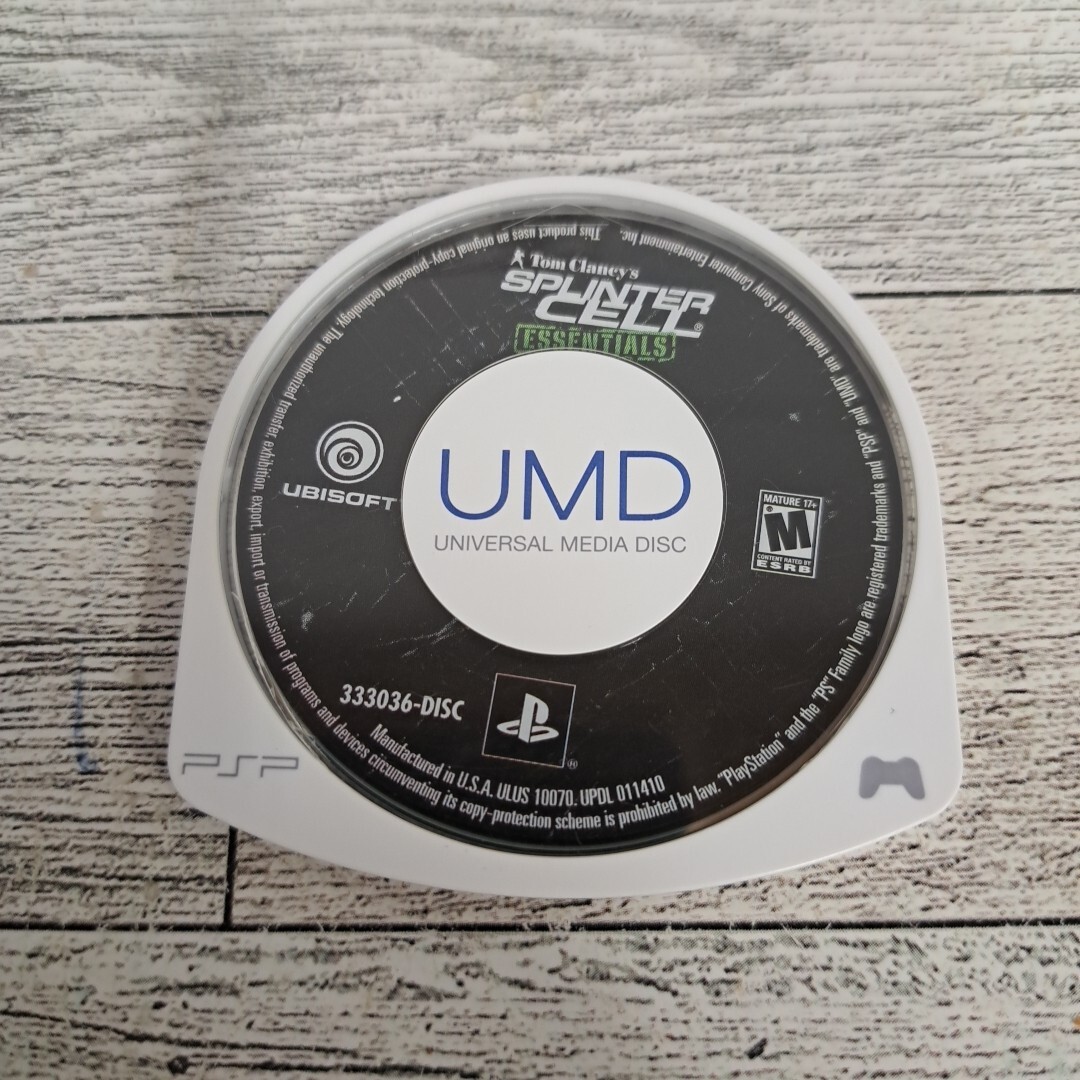 Tom Clancy's
SPLINTER
CELL®
ESSENTIALS
UBISOFT
UMD
UNIVERSAL MEDIA DISC
MATURE 17+
M
CONTENT RATED BY
ESRB
333036-DISC
®
Manufactured in U.S.A. ULUS 10070. UPDL 011410
This product uses an original copy-protection technology. The unauthorized transfer, exhibition, export, import or transmission of programs and devices circumventing its copy-protection scheme is prohibited by law. "PlayStation" and the "PS" Family logo are registered trademarks and "PSP" and "UMD" are trademarks of Sony Computer Entertainment Inc.
PSP